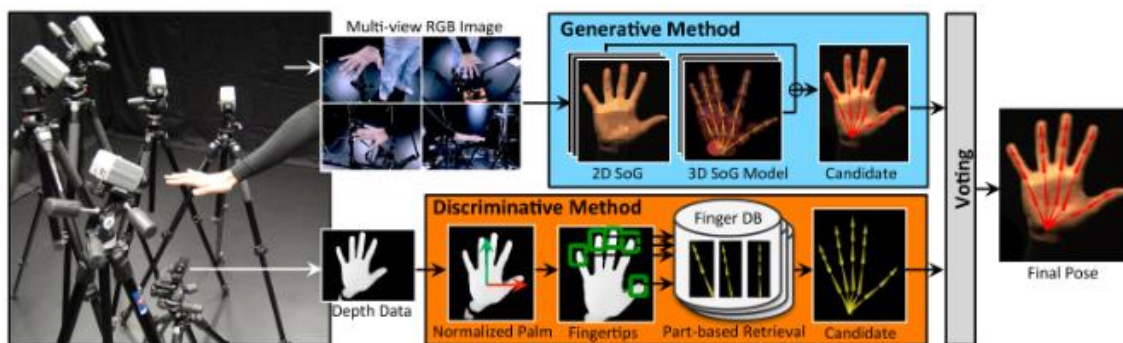 Multi-view RGB Image
Generative Method
2D SoG
3D SoG Model
Candidate
Discriminative Method
Finger DB
Depth Data
Normalized Palm
Fingertips
Part-based Retrieval
Candidate
Voting
Final Pose